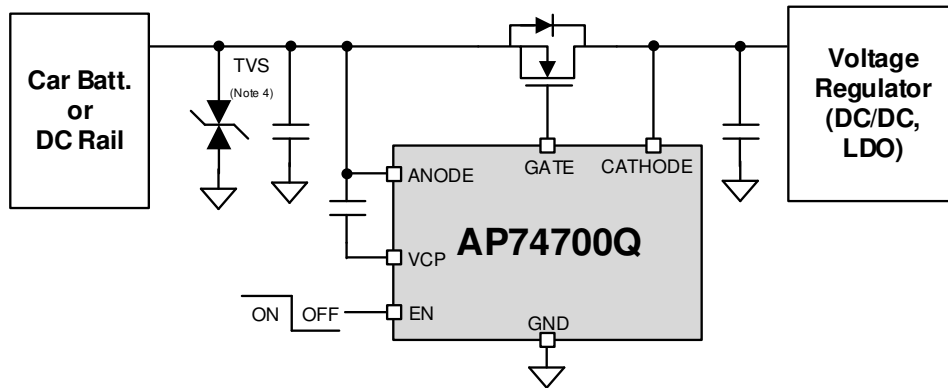 Car Batt.
or
DC Rail
TVS
(Note 4)
Voltage
Regulator
(DC/DC,
LDO)
ANODE
GATE
CATHODE
AP74700Q
VCP
ON
OFF
EN
GND